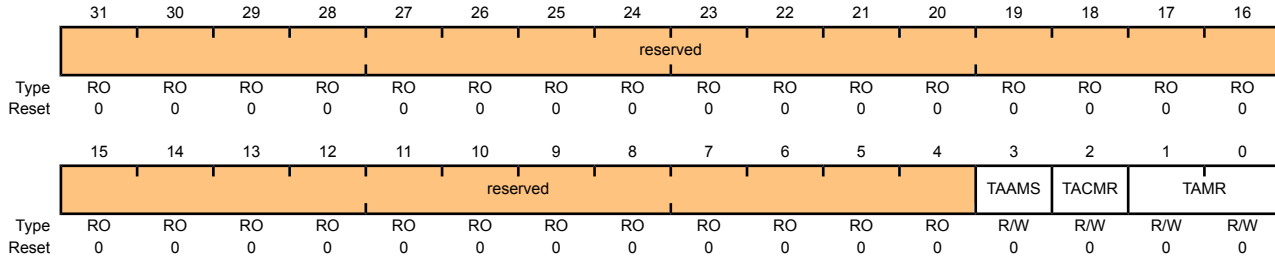 31 30 29 28 27 26 25 24 23 22 21 20 19 18 17 16
reserved
Type RO RO RO RO RO RO RO RO RO RO RO RO RO RO RO RO
Reset 0 0 0 0 0 0 0 0 0 0 0 0 0 0 0 0
15 14 13 12 11 10 9 8 7 6 5 4 3 2 1 0
reserved TAAMS TACMR TAMR
Type RO RO RO RO RO RO RO RO RO RO RO RO R/W R/W R/W R/W
Reset 0 0 0 0 0 0 0 0 0 0 0 0 0 0 0 0